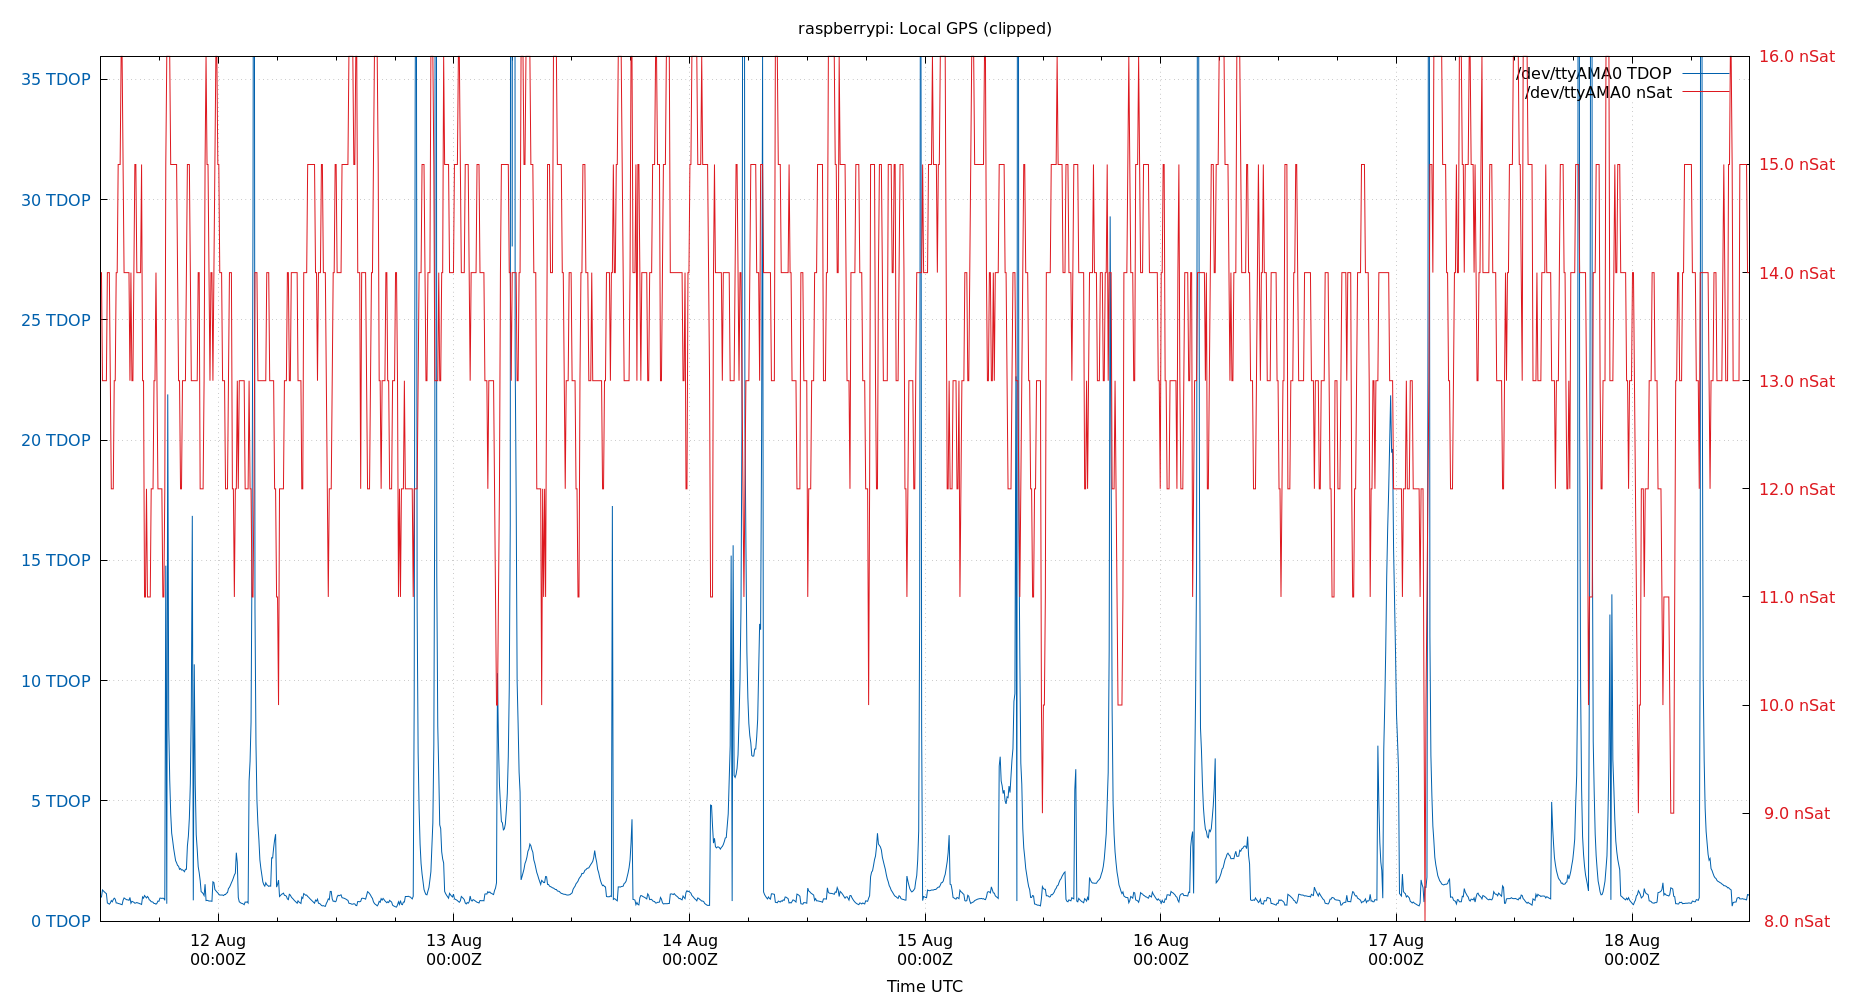 raspberrypi: Local GPS (clipped)
/dev/ttyAMA0 TDOP
/dev/ttyAMA0 nSat
35 TDOP
30 TDOP
25 TDOP
20 TDOP
15 TDOP
10 TDOP
5 TDOP
0 TDOP
16.0 nSat
15.0 nSat
14.0 nSat
13.0 nSat
12.0 nSat
11.0 nSat
10.0 nSat
9.0 nSat
8.0 nSat
12 Aug
00:00Z
13 Aug
00:00Z
14 Aug
00:00Z
15 Aug
00:00Z
16 Aug
00:00Z
17 Aug
00:00Z
18 Aug
00:00Z
Time UTC